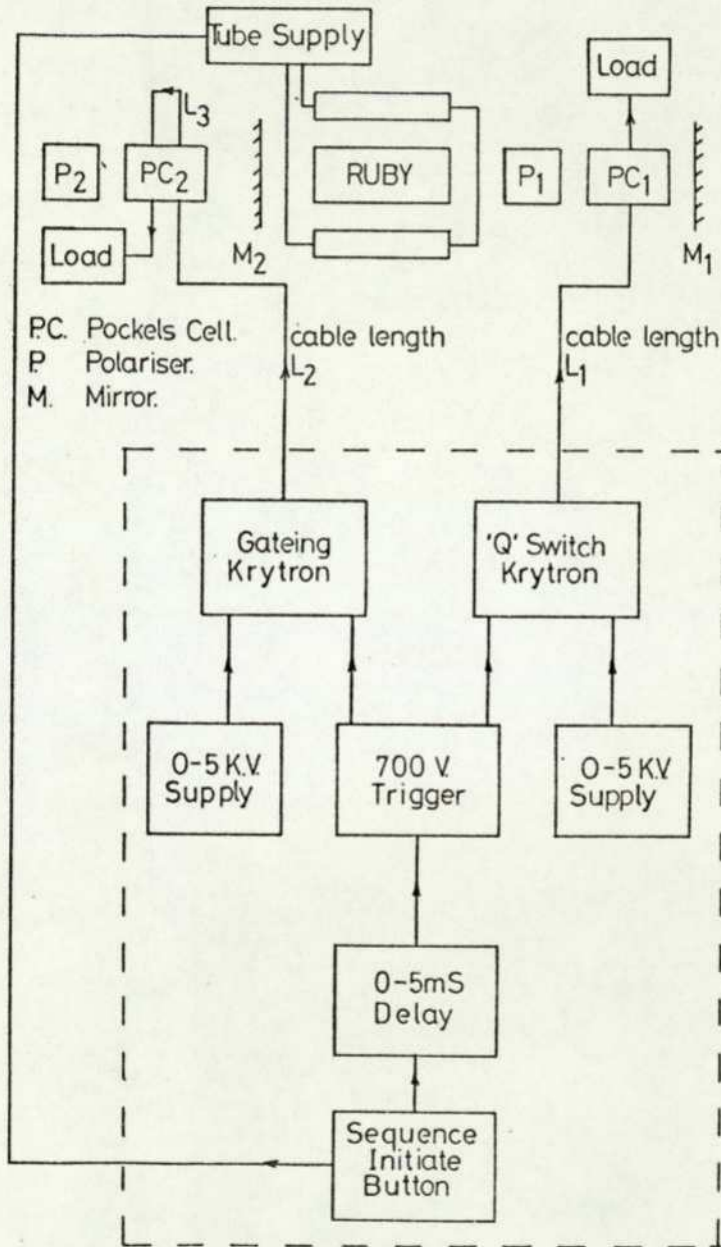 Tube Supply
Load
L3
P2
PC2
RUBY
P1
PC1
Load
M2
M1
P.C. Pockels Cell.
P. Polariser.
M. Mirror.
cable length
L2
cable length
L1
Gateing
Krytron
'Q' Switch
Krytron
0-5 K.V.
Supply
700 V.
Trigger
0-5 K.V.
Supply
0-5mS
Delay
Sequence
Initiate
Button